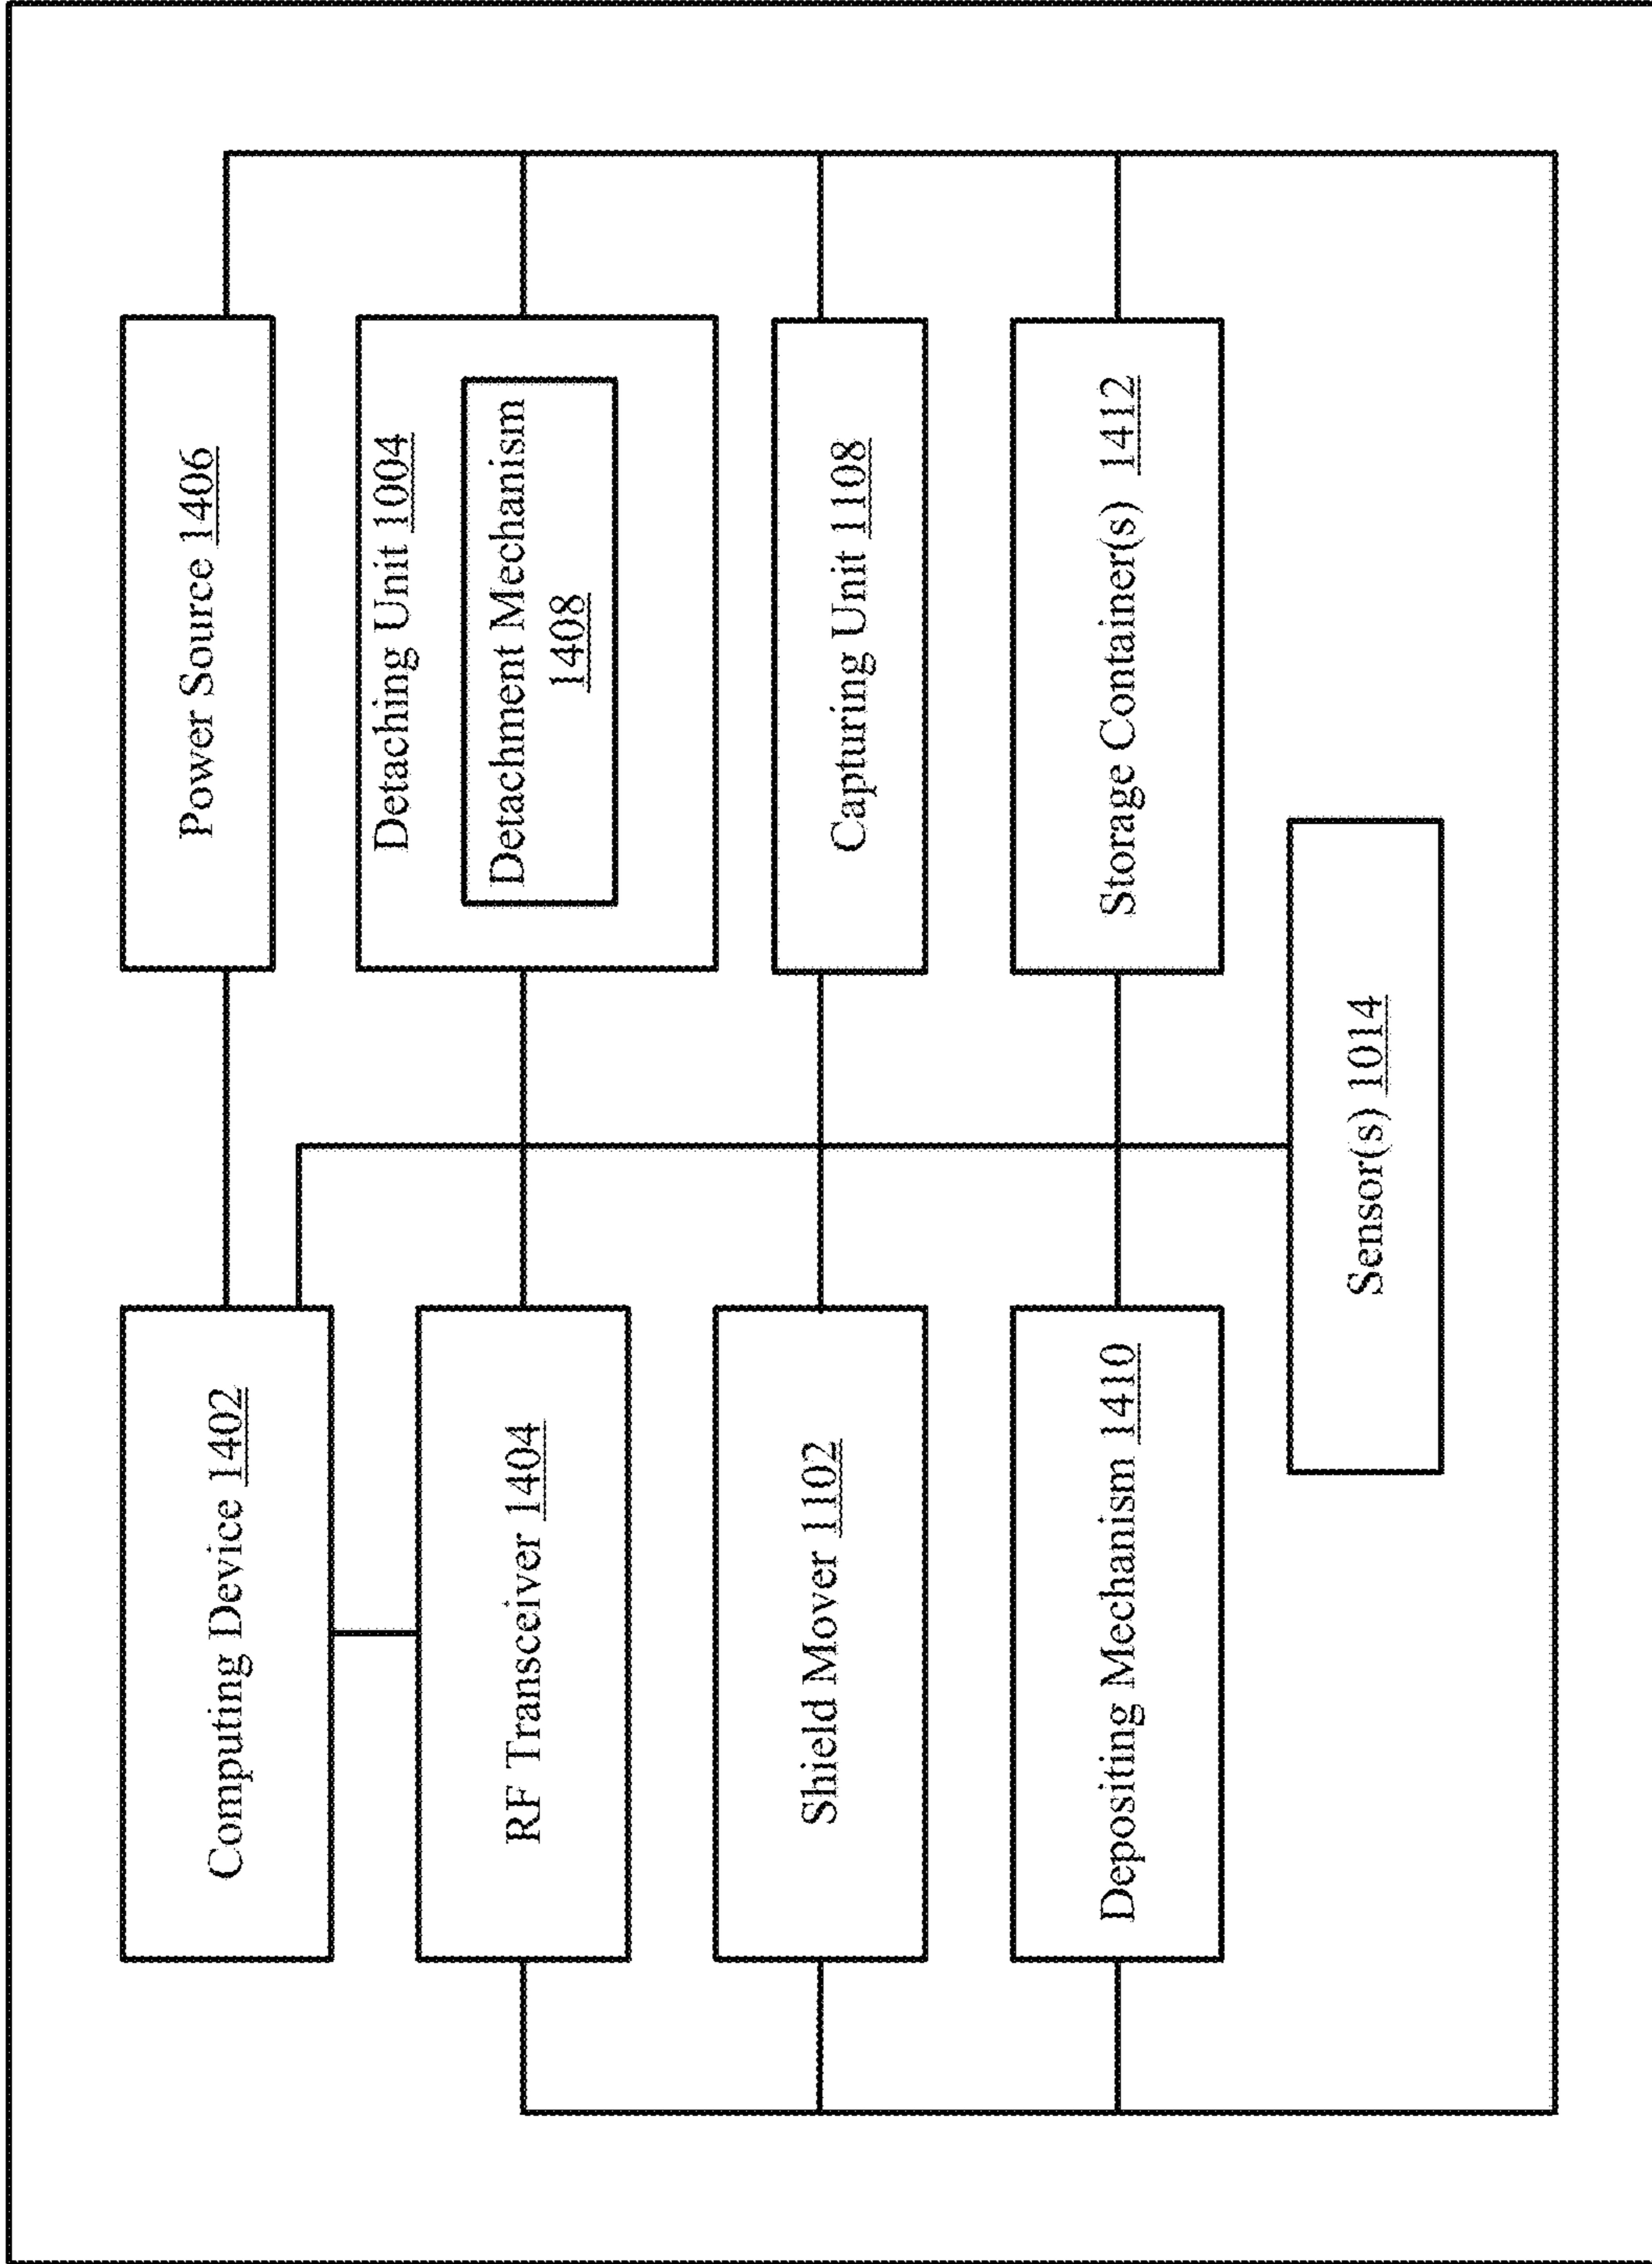 Computing Device 1402
Power Source 1406
RF Transceiver 1404
Detaching Unit 1004
Detachment Mechanism
1408
Shield Mover 1102
Capturing Unit 1108
Depositing Mechanism 1410
Storage Container(s) 1412
Sensor(s) 1014